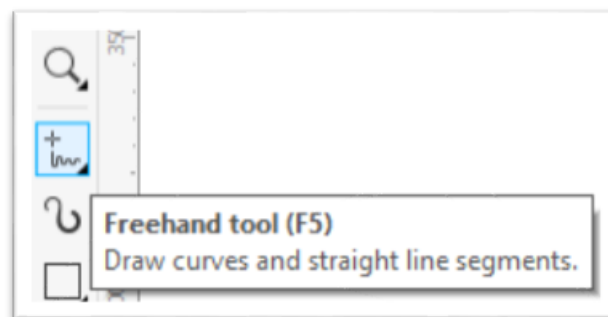 Freehand tool (F5)
Draw curves and straight line segments.